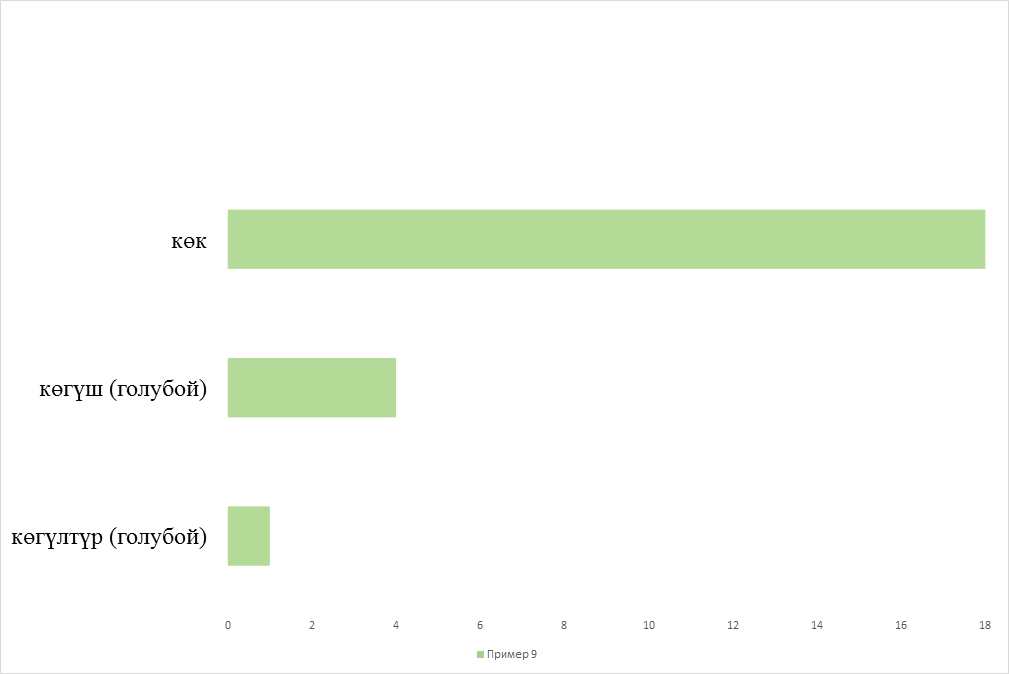 көк
көгүш (голубой)
көгүлтүр (голубой)
0 2 4 6 8 10 12 14 16 18
Пример 9